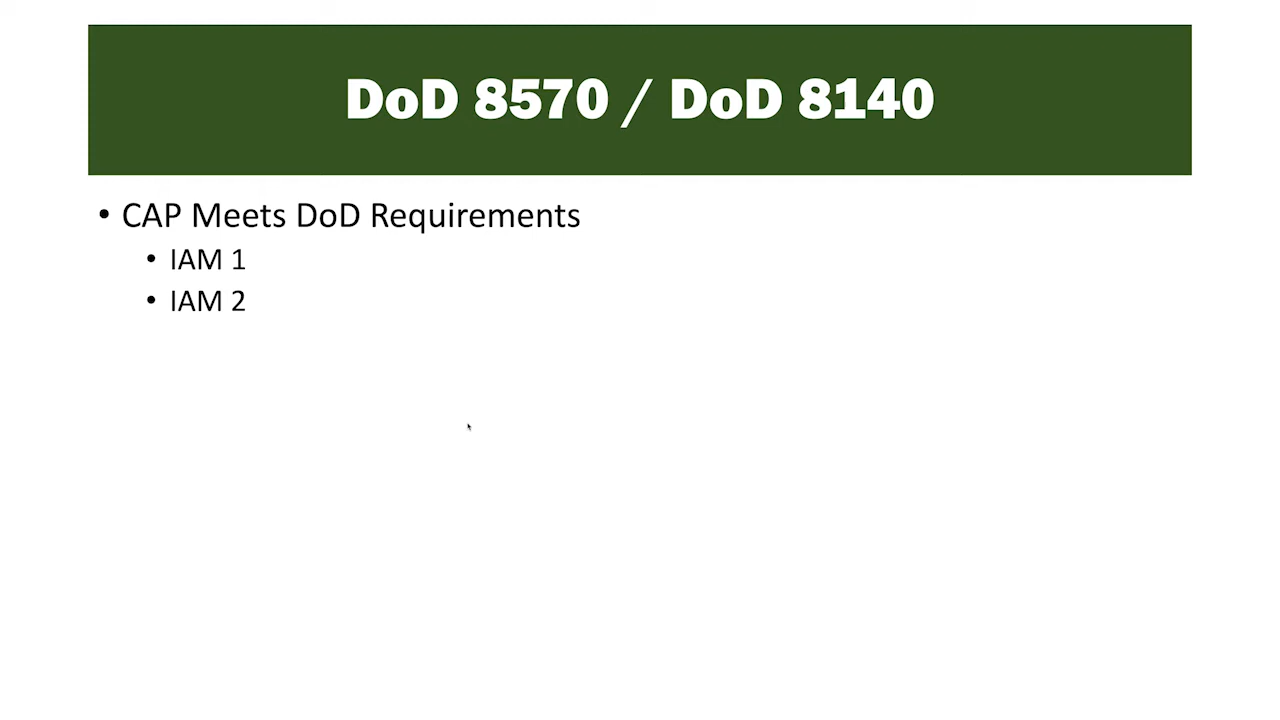 DoD 8570 / DoD 8140
• CAP Meets DoD Requirements
• IAM 1
• IAM 2